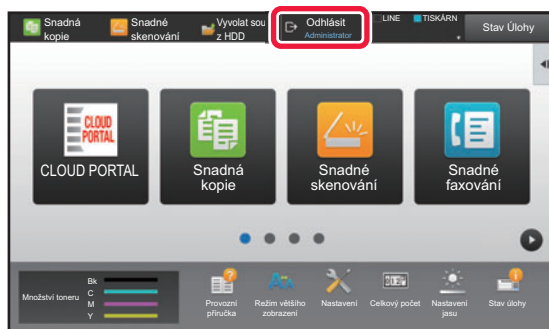 Snadná
kopie
Snadné
skenování
Vyvolat sou
z HDD
Odhlásit
Administrator
LINE
TISKÁRN
Stav Úlohy
CLOUD
PORTAL
CLOUD PORTAL
Snadná
kopie
Snadné
skenování
Snadné
faxování
Množství toneru
Bk
C
M
Y
Provozní
příručka
Režim většího
zobrazení
Nastavení
Celkový počet
Nastavení
jasu
Stav úlohy